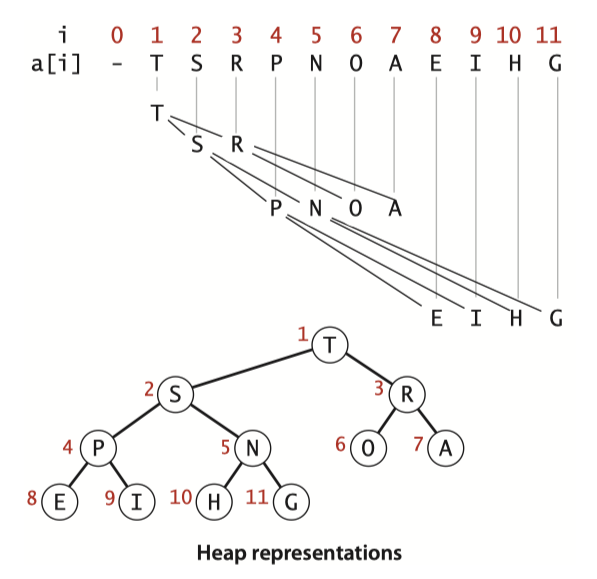 i 0 1 2 3 4 5 6 7 8 9 10 11
a[i] - T S R P N O A E I H G
T
S R
P N O A
E I H G
1 T
2 S 3 R
4 P 5 N 6 O 7 A
8 E 9 I 10 H 11 G
Heap representations